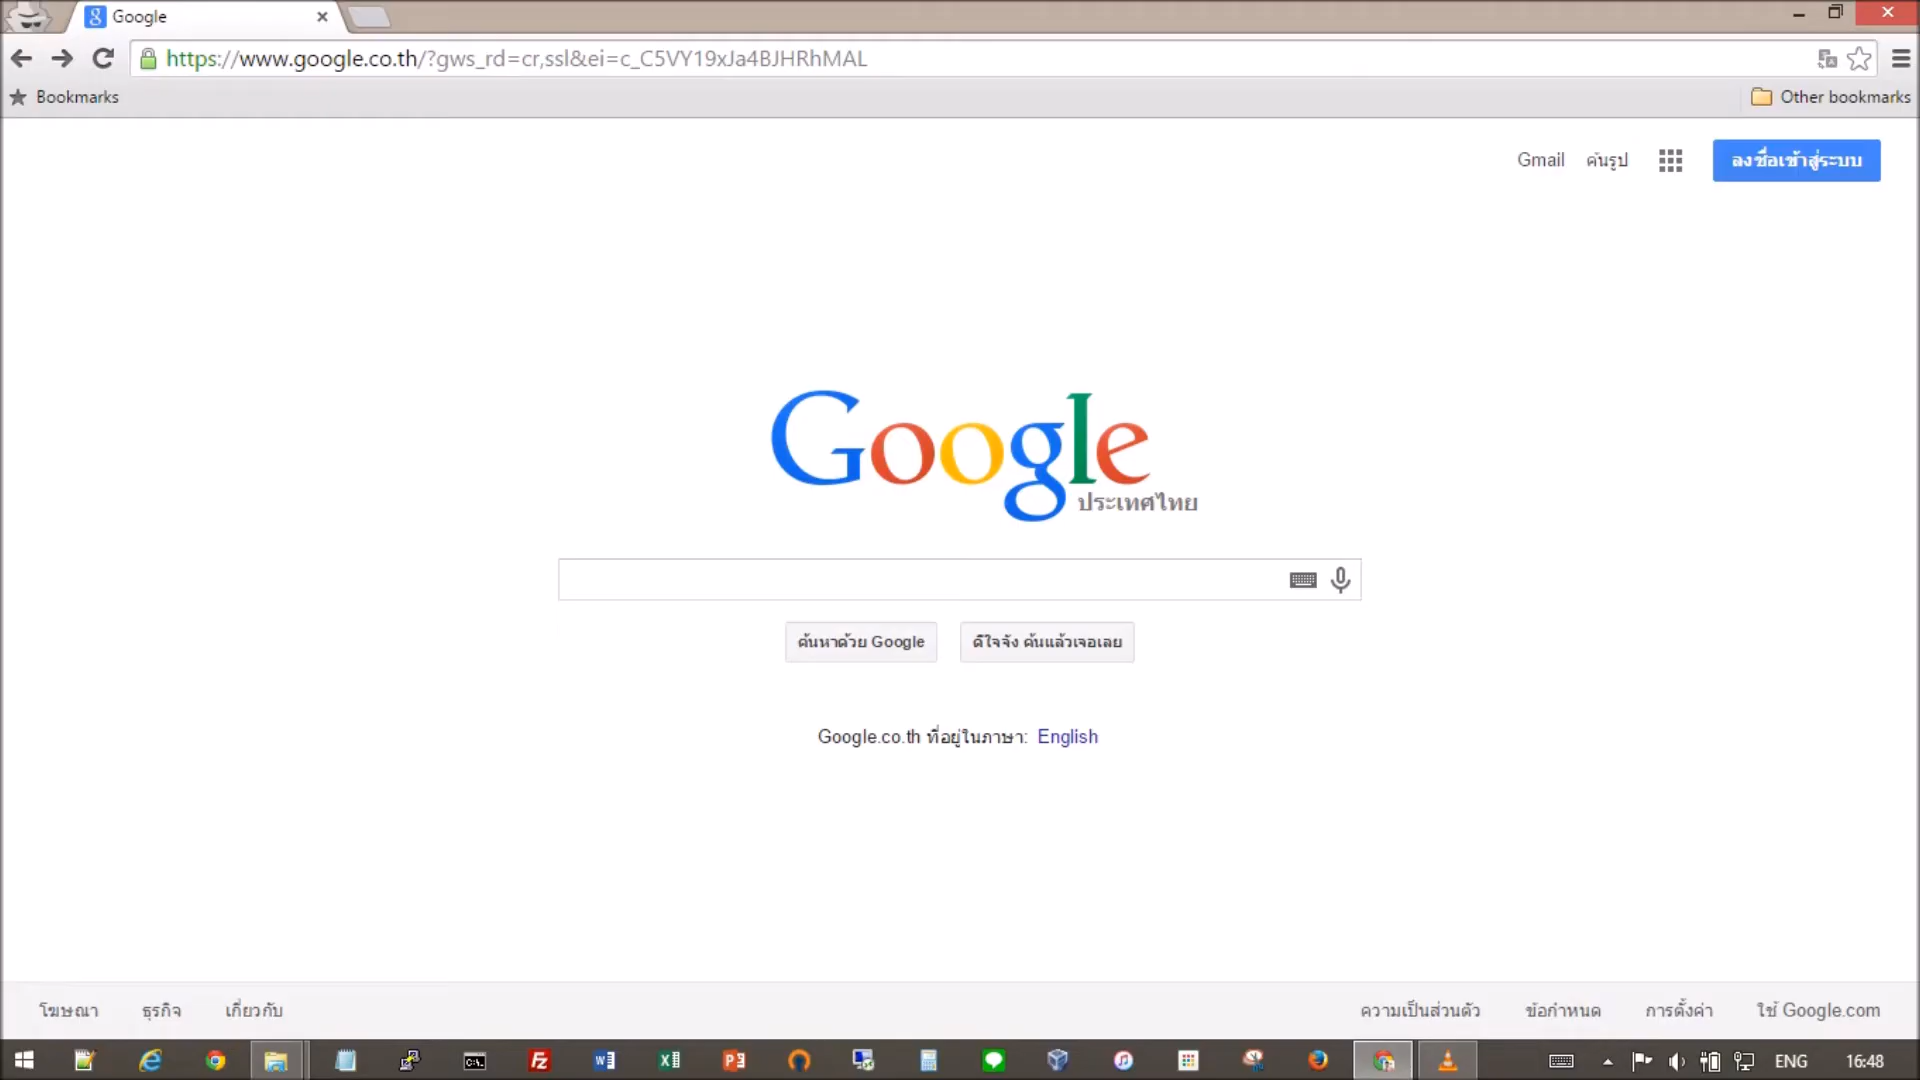 Google
https://www.google.co.th/?gws_rd=cr,ssl&ei=c_C5VY19xJa4BJHRhMAL
Bookmarks
Other bookmarks
Gmail ค้นรูป ลงชื่อเข้าสู่ระบบ
Google
ประเทศไทย
ค้นหาด้วย Google ดีใจจัง ค้นแล้วเจอเลย
Google.co.th ที่อยู่ในภาษา: English
โฆษณา ธุรกิจ เกี่ยวกับ ความเป็นส่วนตัว ข้อกำหนด การตั้งค่า ใช้ Google.com
ENG 16:48